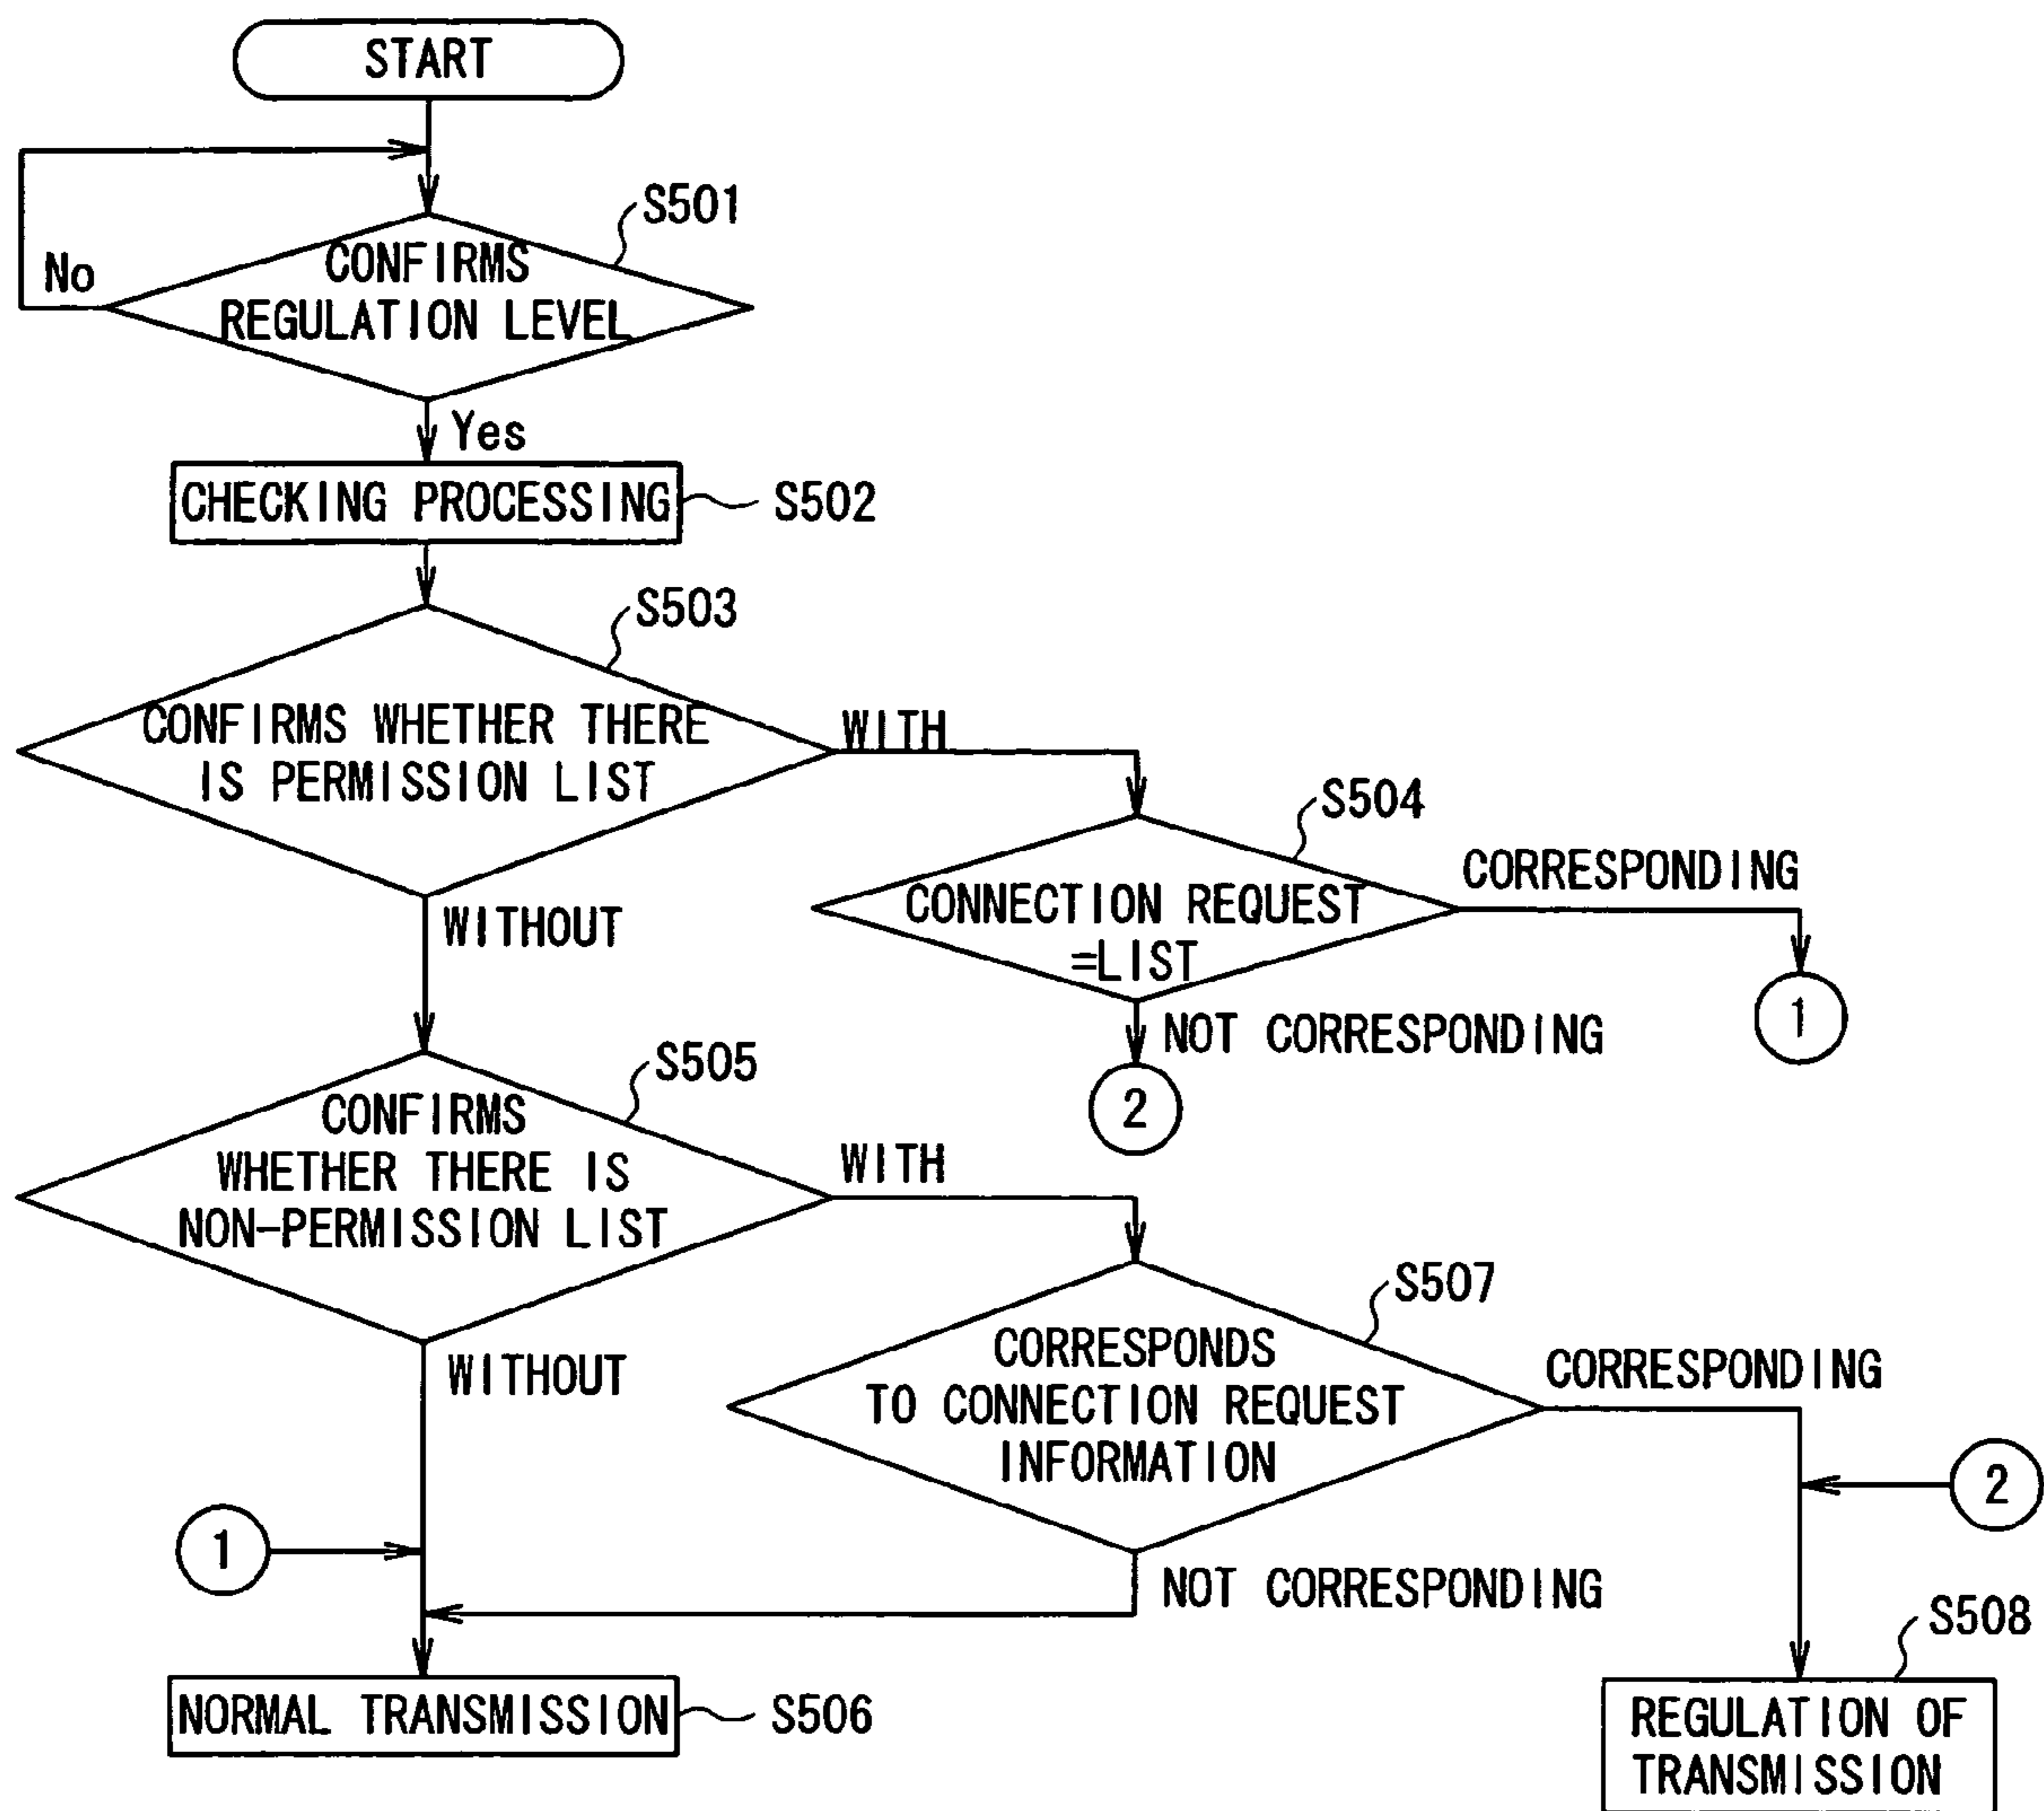 START
S501
No
CONFIRMS
REGULATION LEVEL
Yes
CHECKING PROCESSING
S502
S503
CONFIRMS WHETHER THERE
IS PERMISSION LIST
WITH
S504
CONNECTION REQUEST
=LIST
CORRESPONDING
1
WITHOUT
NOT CORRESPONDING
2
S505
CONFIRMS
WHETHER THERE IS
NON-PERMISSION LIST
WITH
S507
CORRESPONDS
TO CONNECTION REQUEST
INFORMATION
CORRESPONDING
WITHOUT
2
1
NOT CORRESPONDING
S508
NORMAL TRANSMISSION
S506
REGULATION OF
TRANSMISSION